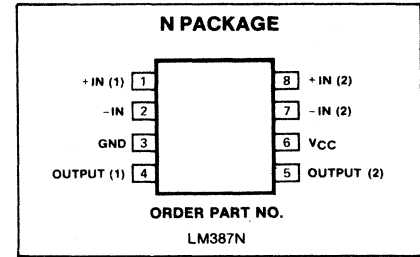 N PACKAGE
+IN (1) 1 8 +IN (2)
-IN 2 7 -IN (2)
GND 3 6 VCC
OUTPUT (1) 4 5 OUTPUT (2)
ORDER PART NO.
LM387N